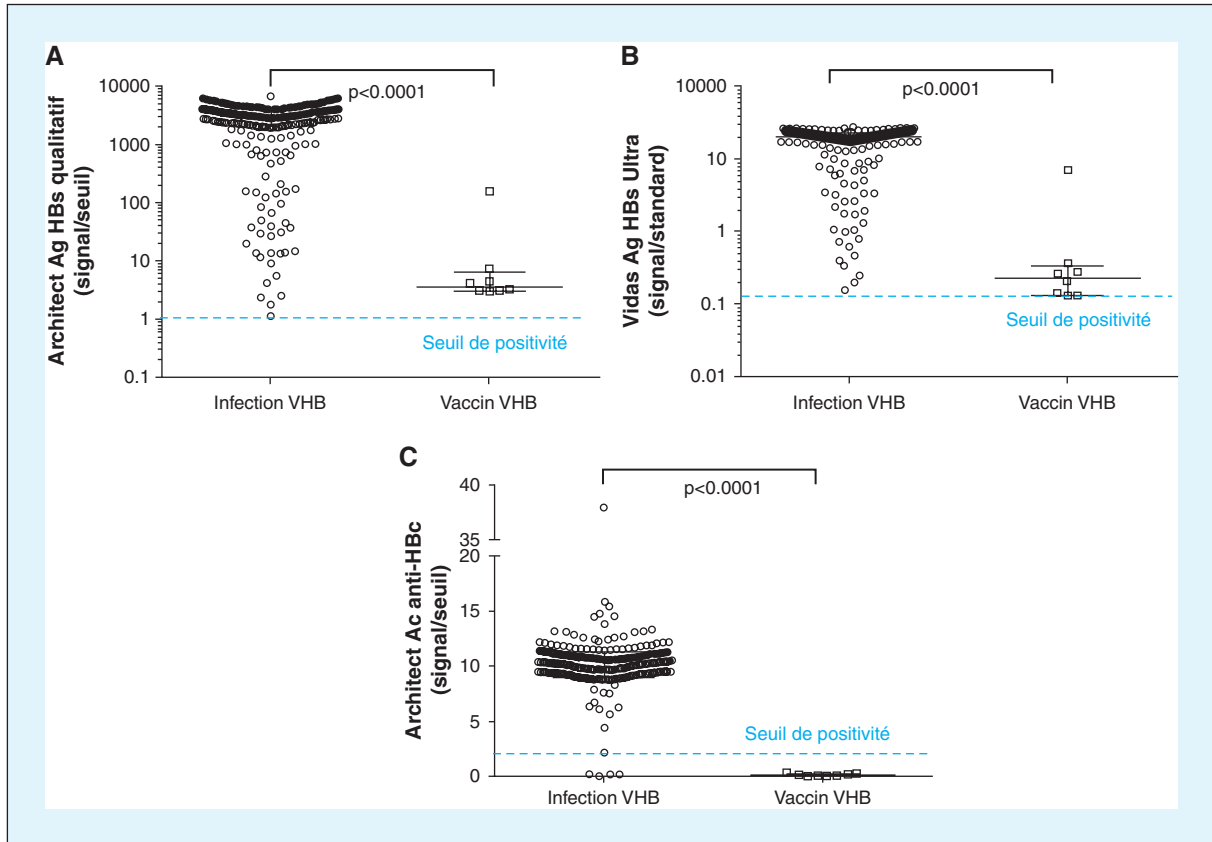 A
Architect Ag HBs qualitatif
(signal/seuil)
10000
1000
100
10
1
0.1
p<0.0001
Seuil de positivité
Infection VHB
Vaccin VHB
B
Vidas Ag HBs Ultra
(signal/standard)
10
1
0.1
0.01
p<0.0001
Seuil de positivité
Infection VHB
Vaccin VHB
C
Architect Ac anti-HBc
(signal/seuil)
40
35
20
15
10
5
0
p<0.0001
Seuil de positivité
Infection VHB
Vaccin VHB